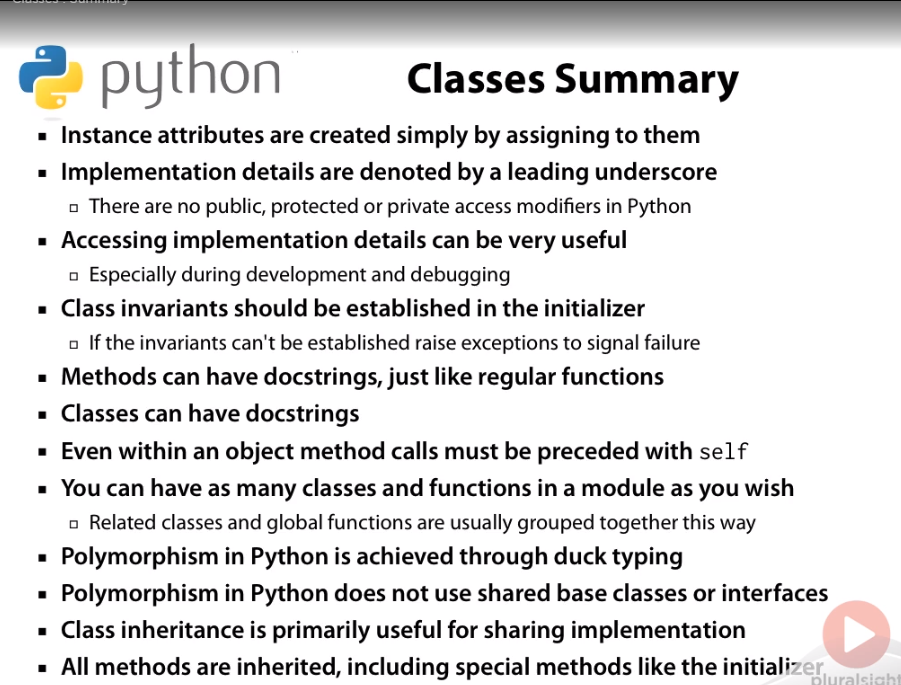 Classes : Summary
python
Classes Summary
▪ Instance attributes are created simply by assigning to them
▪ Implementation details are denoted by a leading underscore
▫ There are no public, protected or private access modifiers in Python
▪ Accessing implementation details can be very useful
▫ Especially during development and debugging
▪ Class invariants should be established in the initializer
▫ If the invariants can't be established raise exceptions to signal failure
▪ Methods can have docstrings, just like regular functions
▪ Classes can have docstrings
▪ Even within an object method calls must be preceded with self
▪ You can have as many classes and functions in a module as you wish
▫ Related classes and global functions are usually grouped together this way
▪ Polymorphism in Python is achieved through duck typing
▪ Polymorphism in Python does not use shared base classes or interfaces
▪ Class inheritance is primarily useful for sharing implementation
▪ All methods are inherited, including special methods like the initializer
pluralsight